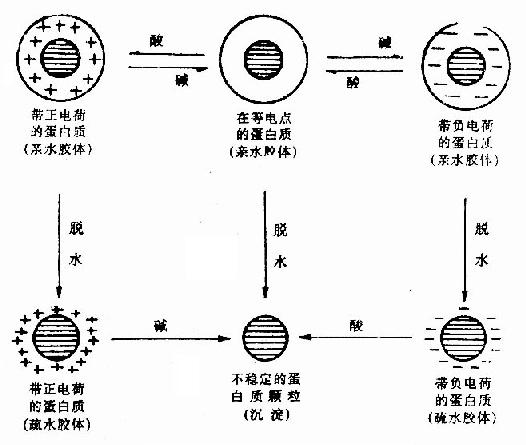 酸
碱
碱
酸
带正电荷
的蛋白质
(亲水胶体)
在等电点
的蛋白质
(亲水胶体)
带负电荷
的蛋白质
(亲水胶体)
脱
水
脱
水
脱
水
碱
酸
带正电荷
的蛋白质
(疏水胶体)
不稳定的蛋
白质颗粒
(沉淀)
带负电荷
的蛋白质
(疏水胶体)